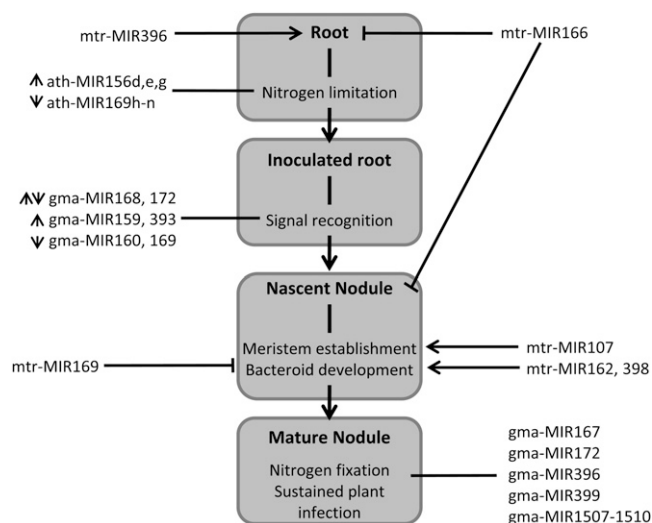 mtr-MIR396
Root
mtr-MIR166
ath-MIR156d,e,g
ath-MIR169h-n
Nitrogen limitation
Inoculated root
gma-MIR168, 172
gma-MIR159, 393
gma-MIR160, 169
Signal recognition
Nascent Nodule
Meristem establishment
Bacteroid development
mtr-MIR169
mtr-MIR107
mtr-MIR162, 398
Mature Nodule
Nitrogen fixation
Sustained plant
infection
gma-MIR167
gma-MIR172
gma-MIR396
gma-MIR399
gma-MIR1507-1510